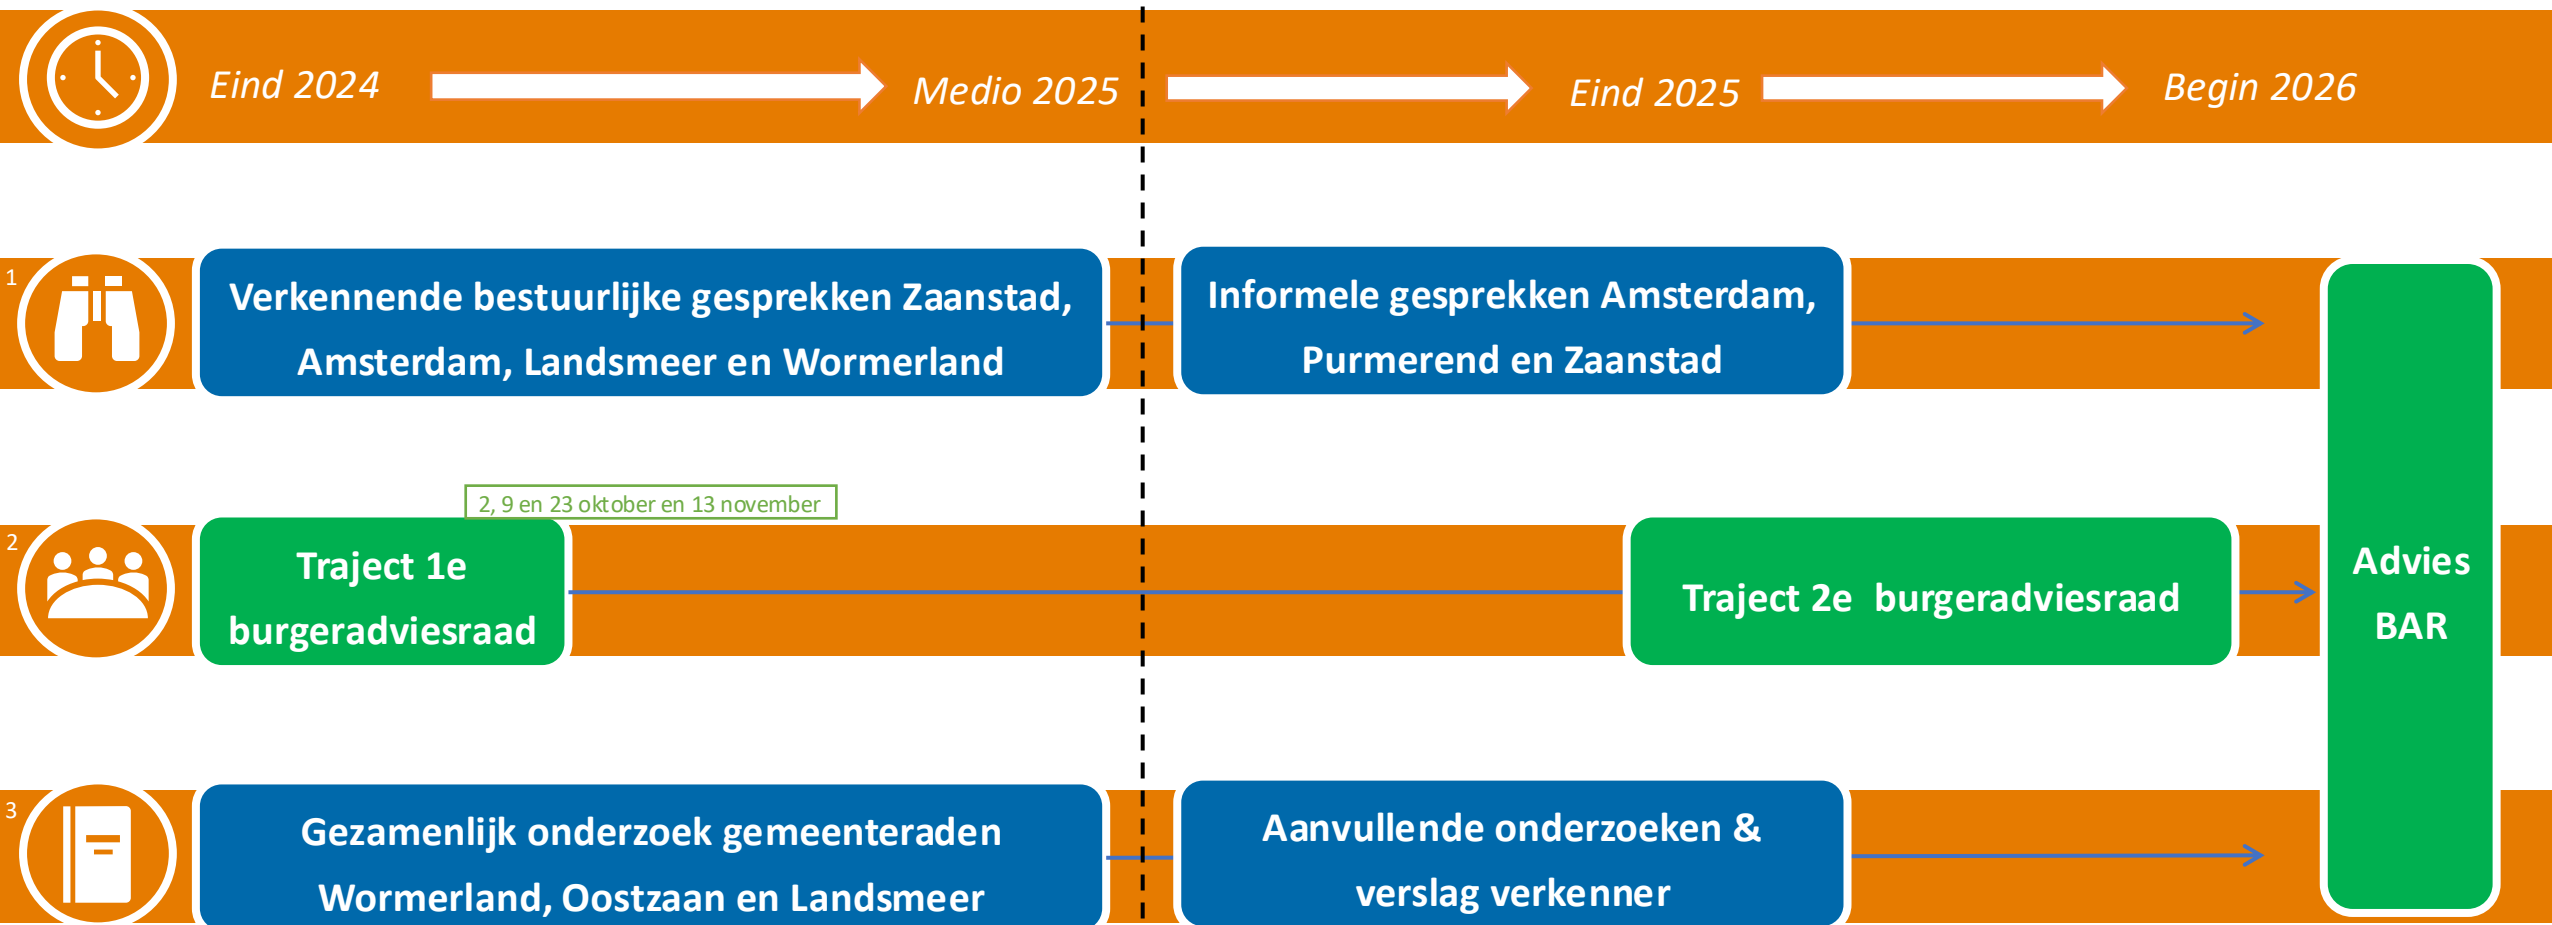 Eind 2024
Medio 2025
Eind 2025
Begin 2026
1
Verkennende bestuurlijke gesprekken Zaanstad,
Amsterdam, Landsmeer en Wormerland
Informele gesprekken Amsterdam,
Purmerend en Zaanstad
2
2, 9 en 23 oktober en 13 november
Traject 1e
burgeradviesraad
Traject 2e burgeradviesraad
Advies
BAR
3
Gezamenlijk onderzoek gemeenteraden
Wormerland, Oostzaan en Landsmeer
Aanvullende onderzoeken &
verslag verkenner